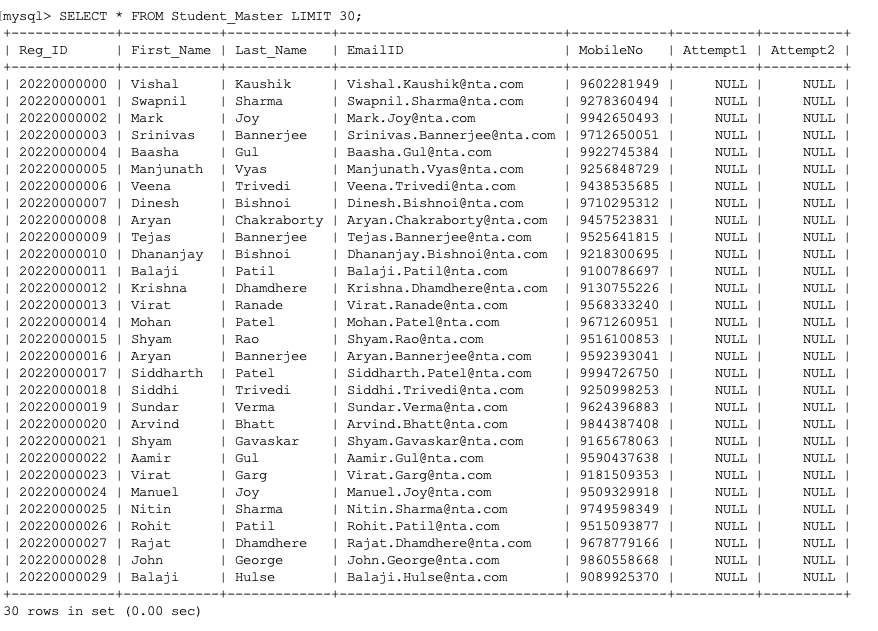 [mysql> SELECT * FROM Student_Master LIMIT 30;
+-------------+------------+-------------+----------------------------+------------+----------+----------+
| Reg_ID      | First_Name | Last_Name   | EmailID                    | MobileNo   | Attempt1 | Attempt2 |
+-------------+------------+-------------+----------------------------+------------+----------+----------+
| 20220000000 | Vishal     | Kaushik     | Vishal.Kaushik@nta.com     | 9602281949 |     NULL |     NULL |
| 20220000001 | Swapnil    | Sharma      | Swapnil.Sharma@nta.com     | 9278360494 |     NULL |     NULL |
| 20220000002 | Mark       | Joy         | Mark.Joy@nta.com           | 9942650493 |     NULL |     NULL |
| 20220000003 | Srinivas   | Bannerjee   | Srinivas.Bannerjee@nta.com | 9712650051 |     NULL |     NULL |
| 20220000004 | Baasha     | Gul         | Baasha.Gul@nta.com         | 9922745384 |     NULL |     NULL |
| 20220000005 | Manjunath  | Vyas        | Manjunath.Vyas@nta.com     | 9256848729 |     NULL |     NULL |
| 20220000006 | Veena      | Trivedi     | Veena.Trivedi@nta.com      | 9438535685 |     NULL |     NULL |
| 20220000007 | Dinesh     | Bishnoi     | Dinesh.Bishnoi@nta.com     | 9710295312 |     NULL |     NULL |
| 20220000008 | Aryan      | Chakraborty | Aryan.Chakraborty@nta.com  | 9457523831 |     NULL |     NULL |
| 20220000009 | Tejas      | Bannerjee   | Tejas.Bannerjee@nta.com    | 9525641815 |     NULL |     NULL |
| 20220000010 | Dhananjay  | Bishnoi     | Dhananjay.Bishnoi@nta.com  | 9218300695 |     NULL |     NULL |
| 20220000011 | Balaji     | Patil       | Balaji.Patil@nta.com       | 9100786697 |     NULL |     NULL |
| 20220000012 | Krishna    | Dhamdhere   | Krishna.Dhamdhere@nta.com  | 9130755226 |     NULL |     NULL |
| 20220000013 | Virat      | Ranade      | Virat.Ranade@nta.com       | 9568333240 |     NULL |     NULL |
| 20220000014 | Mohan      | Patel       | Mohan.Patel@nta.com        | 9671260951 |     NULL |     NULL |
| 20220000015 | Shyam      | Rao         | Shyam.Rao@nta.com          | 9516100853 |     NULL |     NULL |
| 20220000016 | Aryan      | Bannerjee   | Aryan.Bannerjee@nta.com    | 9592393041 |     NULL |     NULL |
| 20220000017 | Siddharth  | Patel       | Siddharth.Patel@nta.com    | 9994726750 |     NULL |     NULL |
| 20220000018 | Siddhi     | Trivedi     | Siddhi.Trivedi@nta.com     | 9250998253 |     NULL |     NULL |
| 20220000019 | Sundar     | Verma       | Sundar.Verma@nta.com       | 9624396883 |     NULL |     NULL |
| 20220000020 | Arvind     | Bhatt       | Arvind.Bhatt@nta.com       | 9844387408 |     NULL |     NULL |
| 20220000021 | Shyam      | Gavaskar    | Shyam.Gavaskar@nta.com     | 9165678063 |     NULL |     NULL |
| 20220000022 | Aamir      | Gul         | Aamir.Gul@nta.com          | 9590437638 |     NULL |     NULL |
| 20220000023 | Virat      | Garg        | Virat.Garg@nta.com         | 9181509353 |     NULL |     NULL |
| 20220000024 | Manuel     | Joy         | Manuel.Joy@nta.com         | 9509329918 |     NULL |     NULL |
| 20220000025 | Nitin      | Sharma      | Nitin.Sharma@nta.com       | 9749598349 |     NULL |     NULL |
| 20220000026 | Rohit      | Patil       | Rohit.Patil@nta.com        | 9515093877 |     NULL |     NULL |
| 20220000027 | Rajat      | Dhamdhere   | Rajat.Dhamdhere@nta.com    | 9678779166 |     NULL |     NULL |
| 20220000028 | John       | George      | John.George@nta.com        | 9860558668 |     NULL |     NULL |
| 20220000029 | Balaji     | Hulse       | Balaji.Hulse@nta.com       | 9089925370 |     NULL |     NULL |
+-------------+------------+-------------+----------------------------+------------+----------+----------+
30 rows in set (0.00 sec)